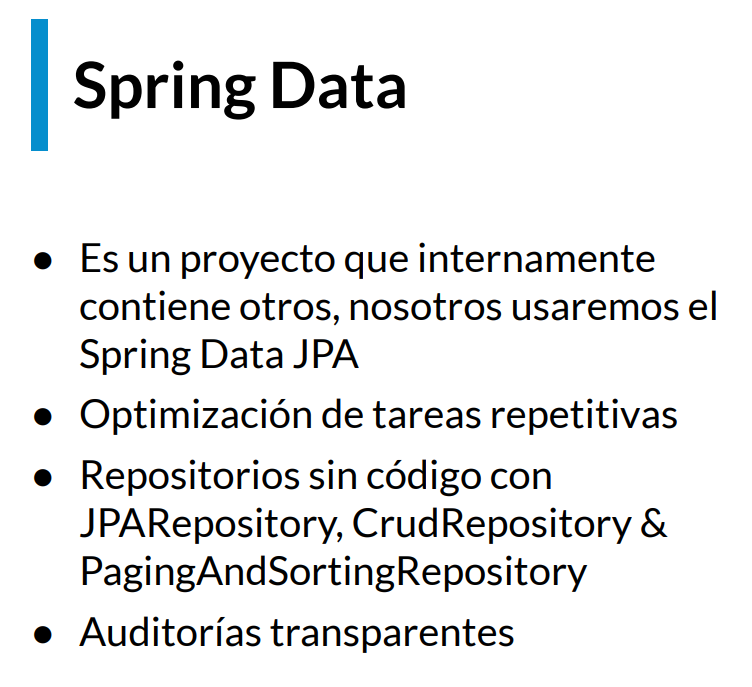 Spring Data
● Es un proyecto que internamente
contiene otros, nosotros usaremos el
Spring Data JPA
● Optimización de tareas repetitivas
● Repositorios sin código con
JPARepository, CrudRepository &
PagingAndSortingRepository
● Auditorías transparentes